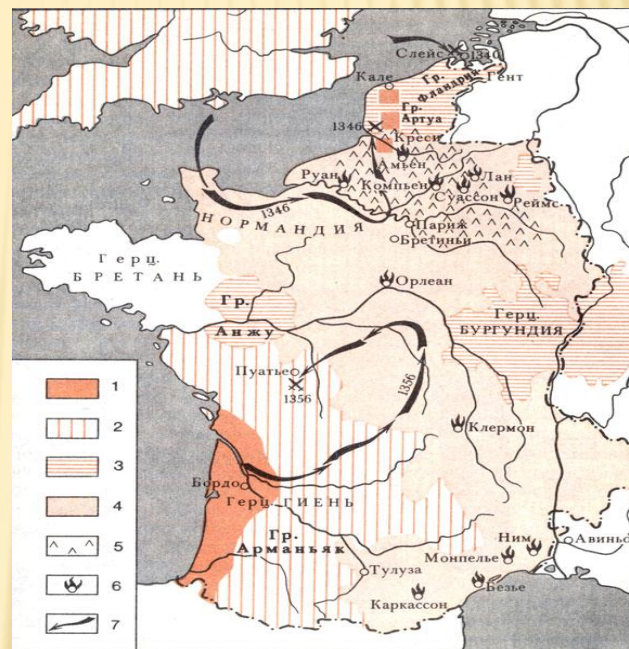 Слейс
1340
Кале
Гр.
Фландрия
Гент
Гр.
Артуа
1346
Креси
Амьен
Руан
Компьен
Лан
Суассон
Реймс
1346
НОРМАНДИЯ
Париж
Бретиньи
Герц.
БРЕТАНЬ
Орлеан
Гр.
Анжу
Герц.
БУРГУНДИЯ
Пуатье
1356
1356
Клермон
Бордо
Герц. ГИЕНЬ
Гр.
Арманьяк
Ним
Авиньо
Монпелье
Тулуза
Безье
Каркассон
1
2
3
4
5
6
7